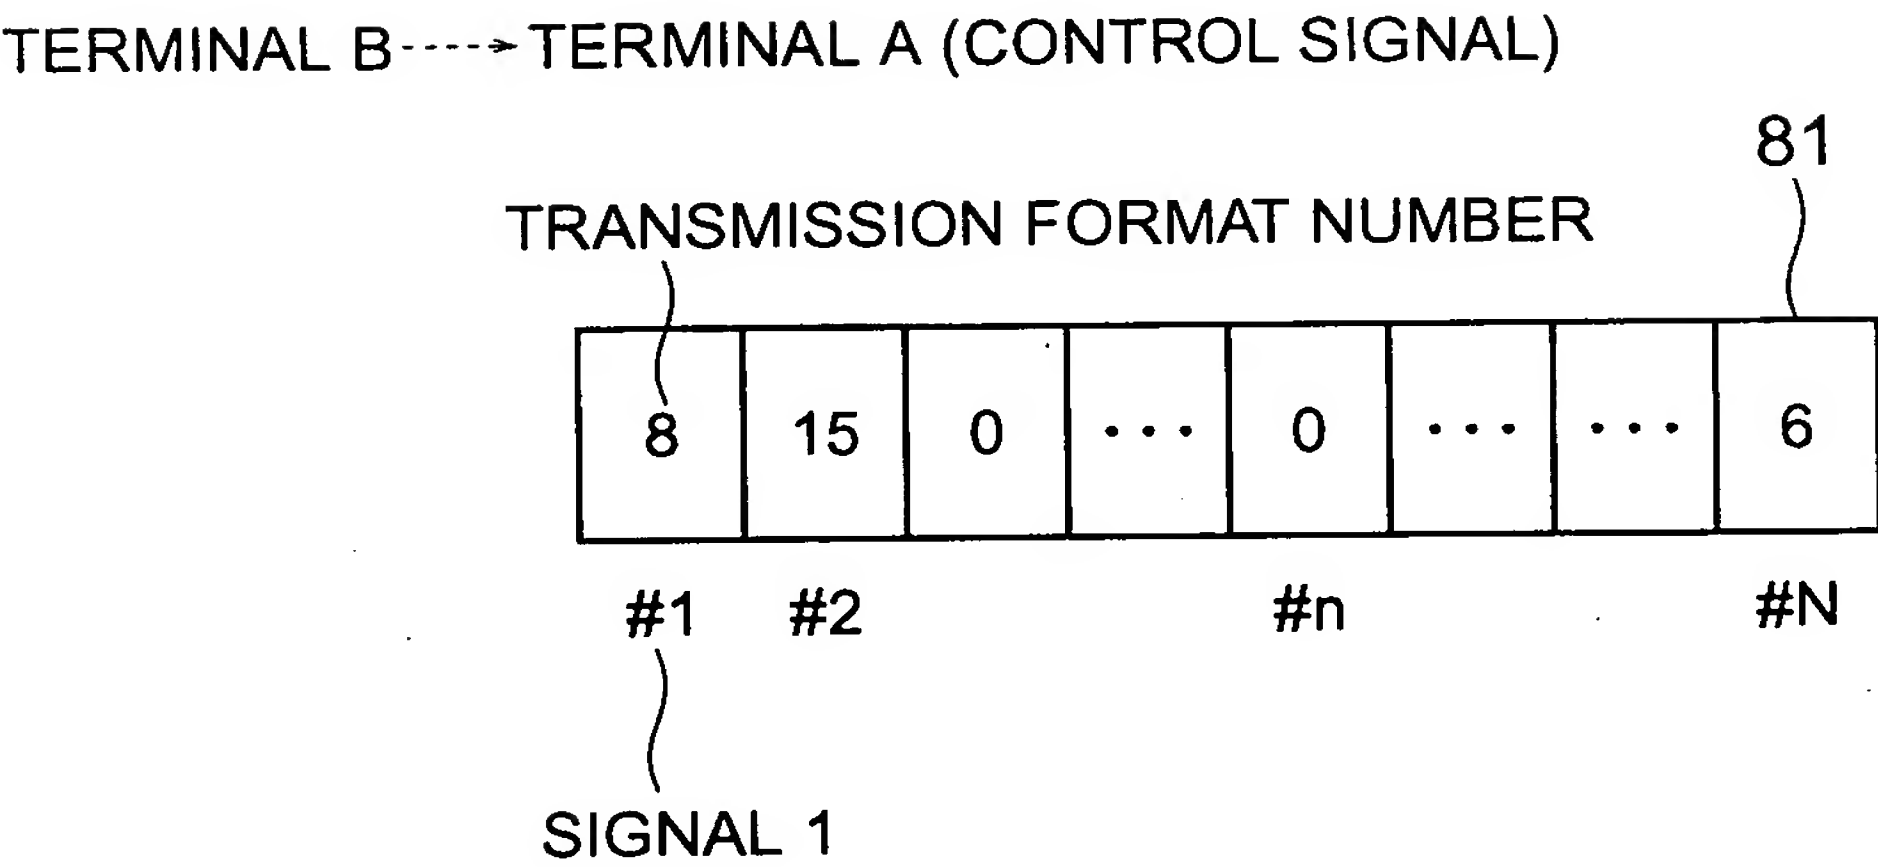 TERMINAL B TERMINAL A (CONTROL SIGNAL)
81
TRANSMISSION FORMAT NUMBER
8 15 0 ... 0 ... ... 6
#1 #2 #n #N
SIGNAL 1